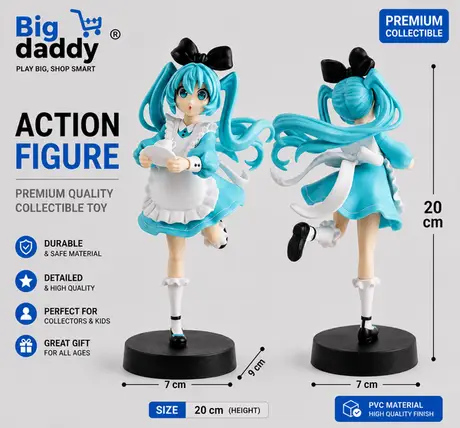 Big
daddy ®
PLAY BIG, SHOP SMART
PREMIUM
COLLECTIBLE
ACTION
FIGURE
PREMIUM QUALITY
COLLECTIBLE TOY
DURABLE
& SAFE MATERIAL
DETAILED
& HIGH QUALITY
PERFECT FOR
COLLECTORS & KIDS
GREAT GIFT
FOR ALL AGES
20
cm
7 cm
9 cm
7 cm
SIZE 20 cm (HEIGHT)
PVC MATERIAL
HIGH QUALITY FINISH